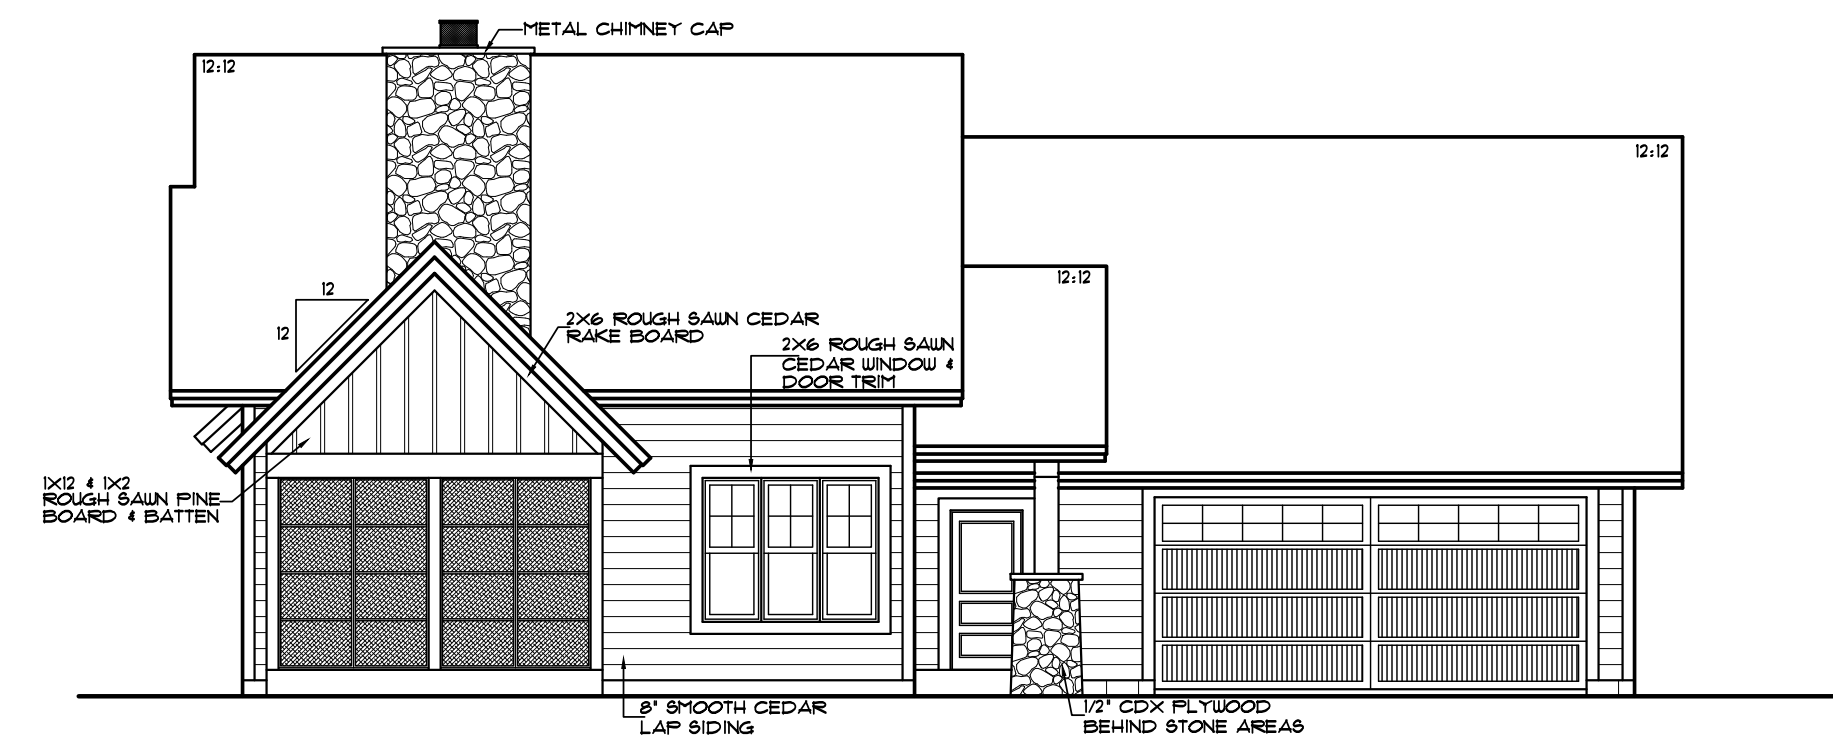 METAL CHIMNEY CAP
12:12
12:12
12:12
12
12
2X6 ROUGH SAWN CEDAR
RAKE BOARD
2X6 ROUGH SAWN
CEDAR WINDOW &
DOOR TRIM
1X12 & 1X2
ROUGH SAWN PINE
BOARD & BATTEN
8" SMOOTH CEDAR
LAP SIDING
1/2" CDX PLYWOOD
BEHIND STONE AREAS